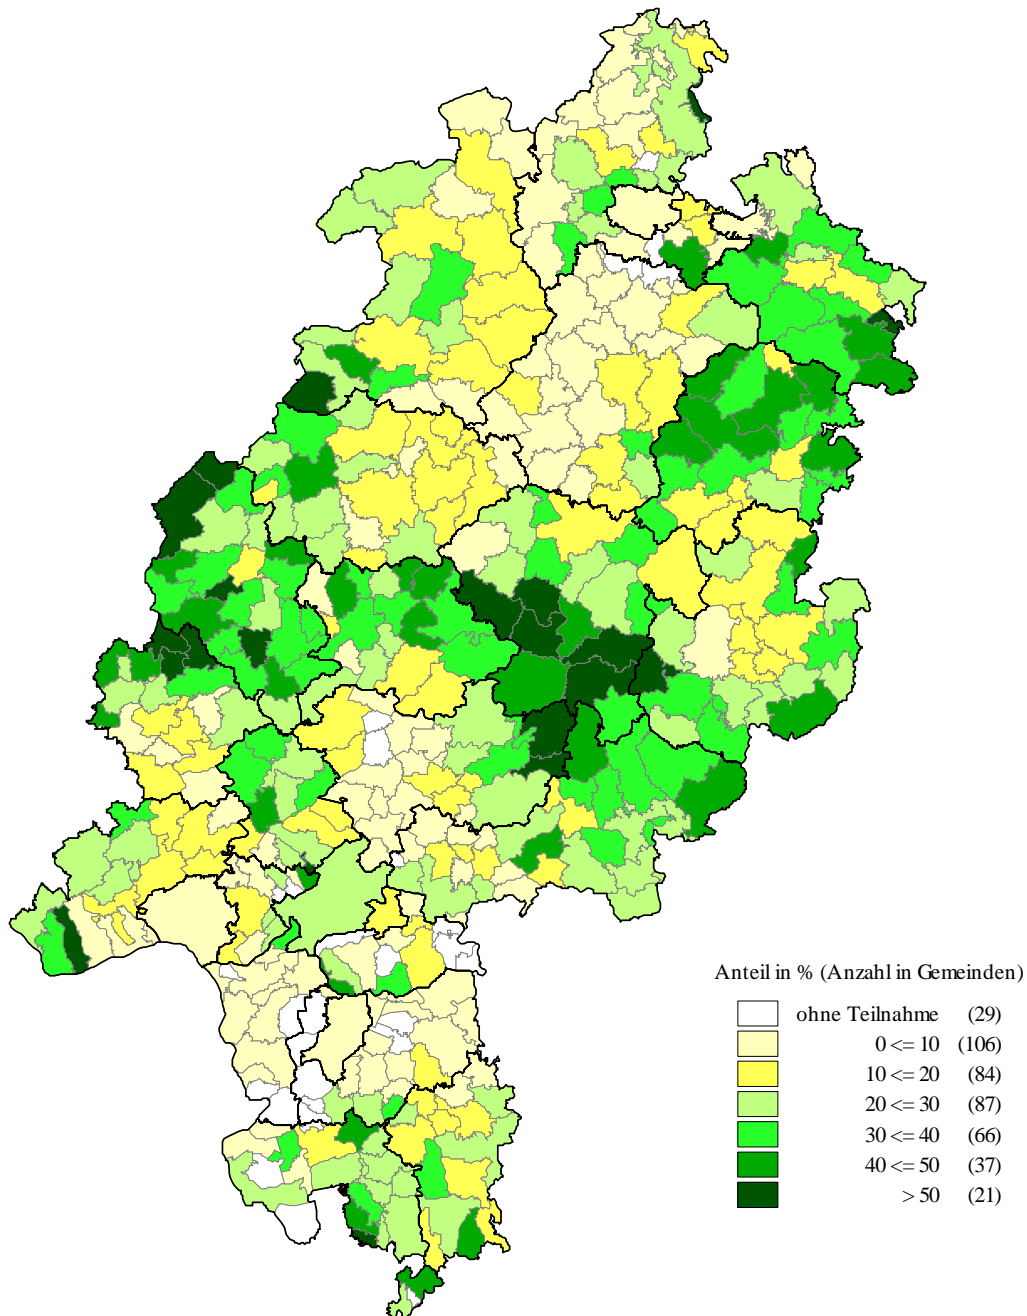 Anteil in % (Anzahl in Gemeinden)
ohne Teilnahme (29)
0 <= 10 (106)
10 <= 20 (84)
20 <= 30 (87)
30 <= 40 (66)
40 <= 50 (37)
> 50 (21)